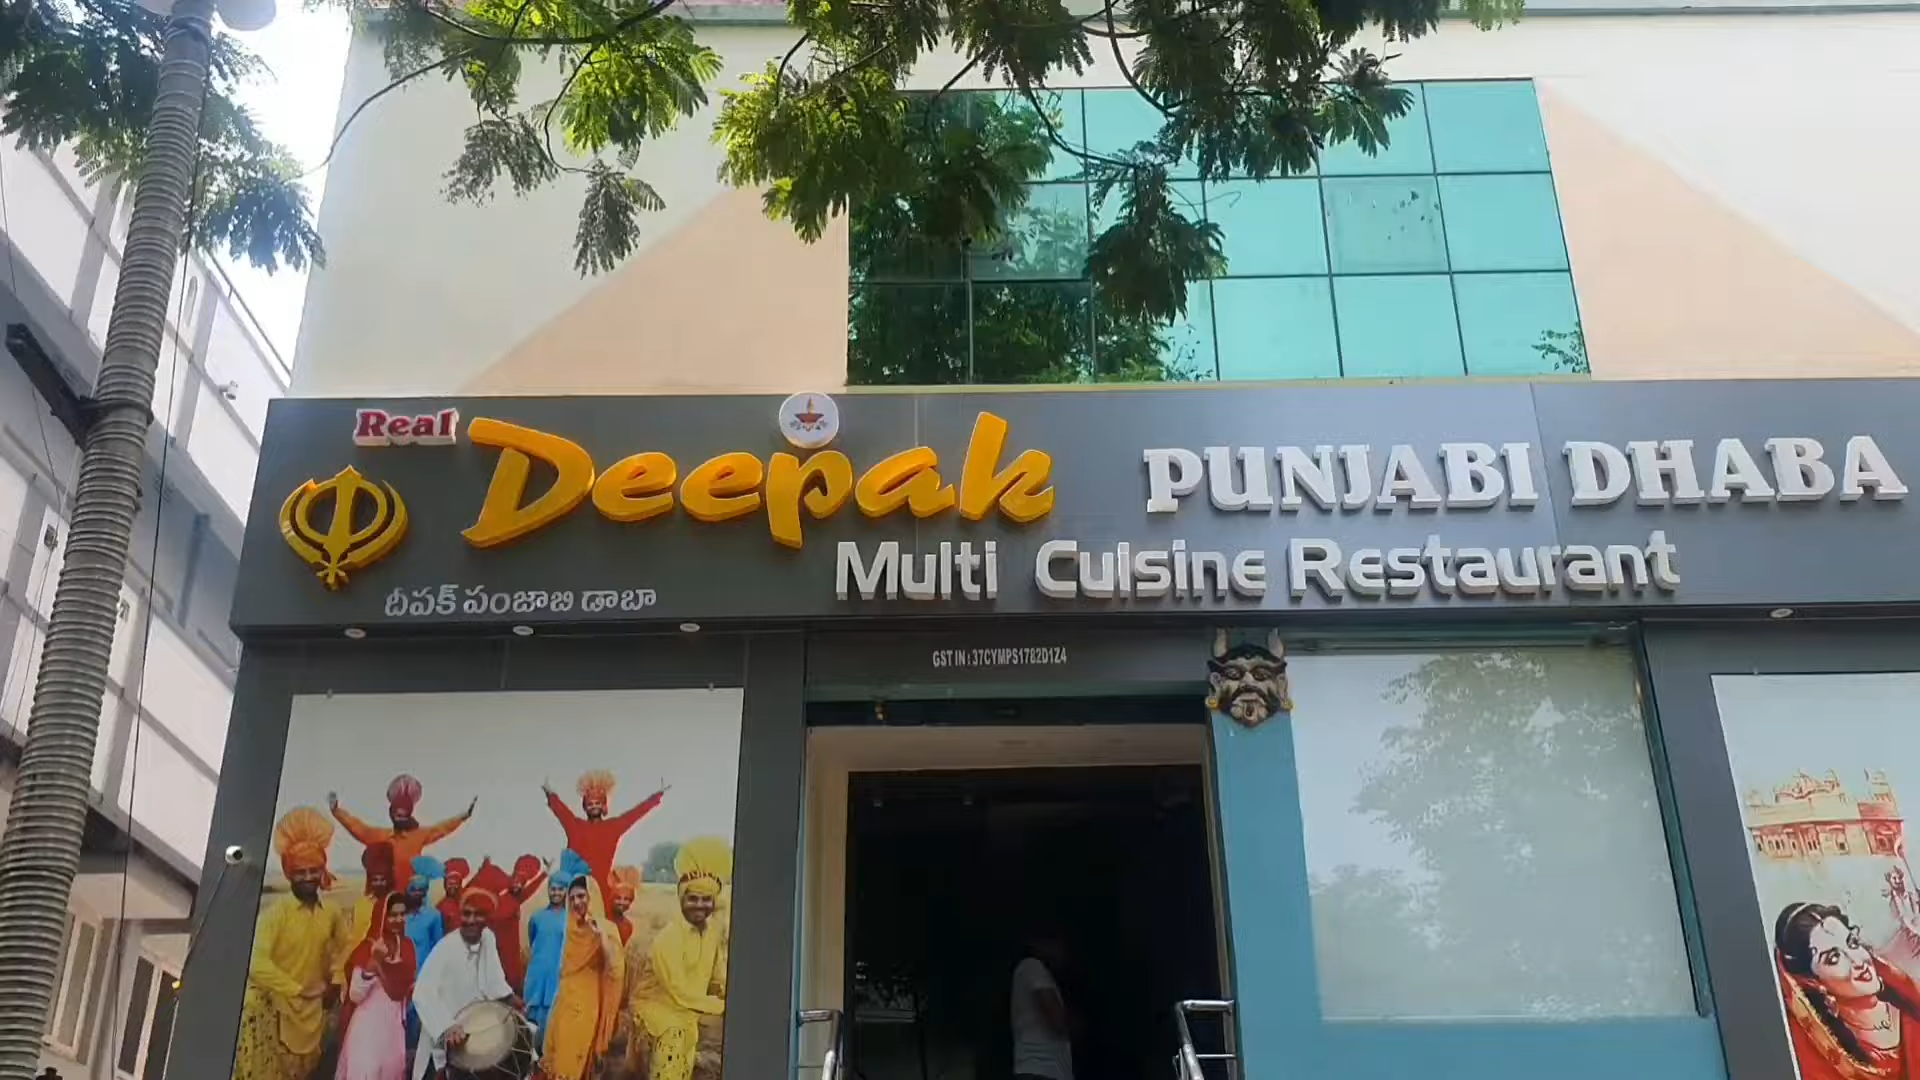 Real
Deepak PUNJABI DHABA
Multi Cuisine Restaurant
దీపక్ పంజాబి డాబా
GST IN : 37CYMPS1782D1Z4